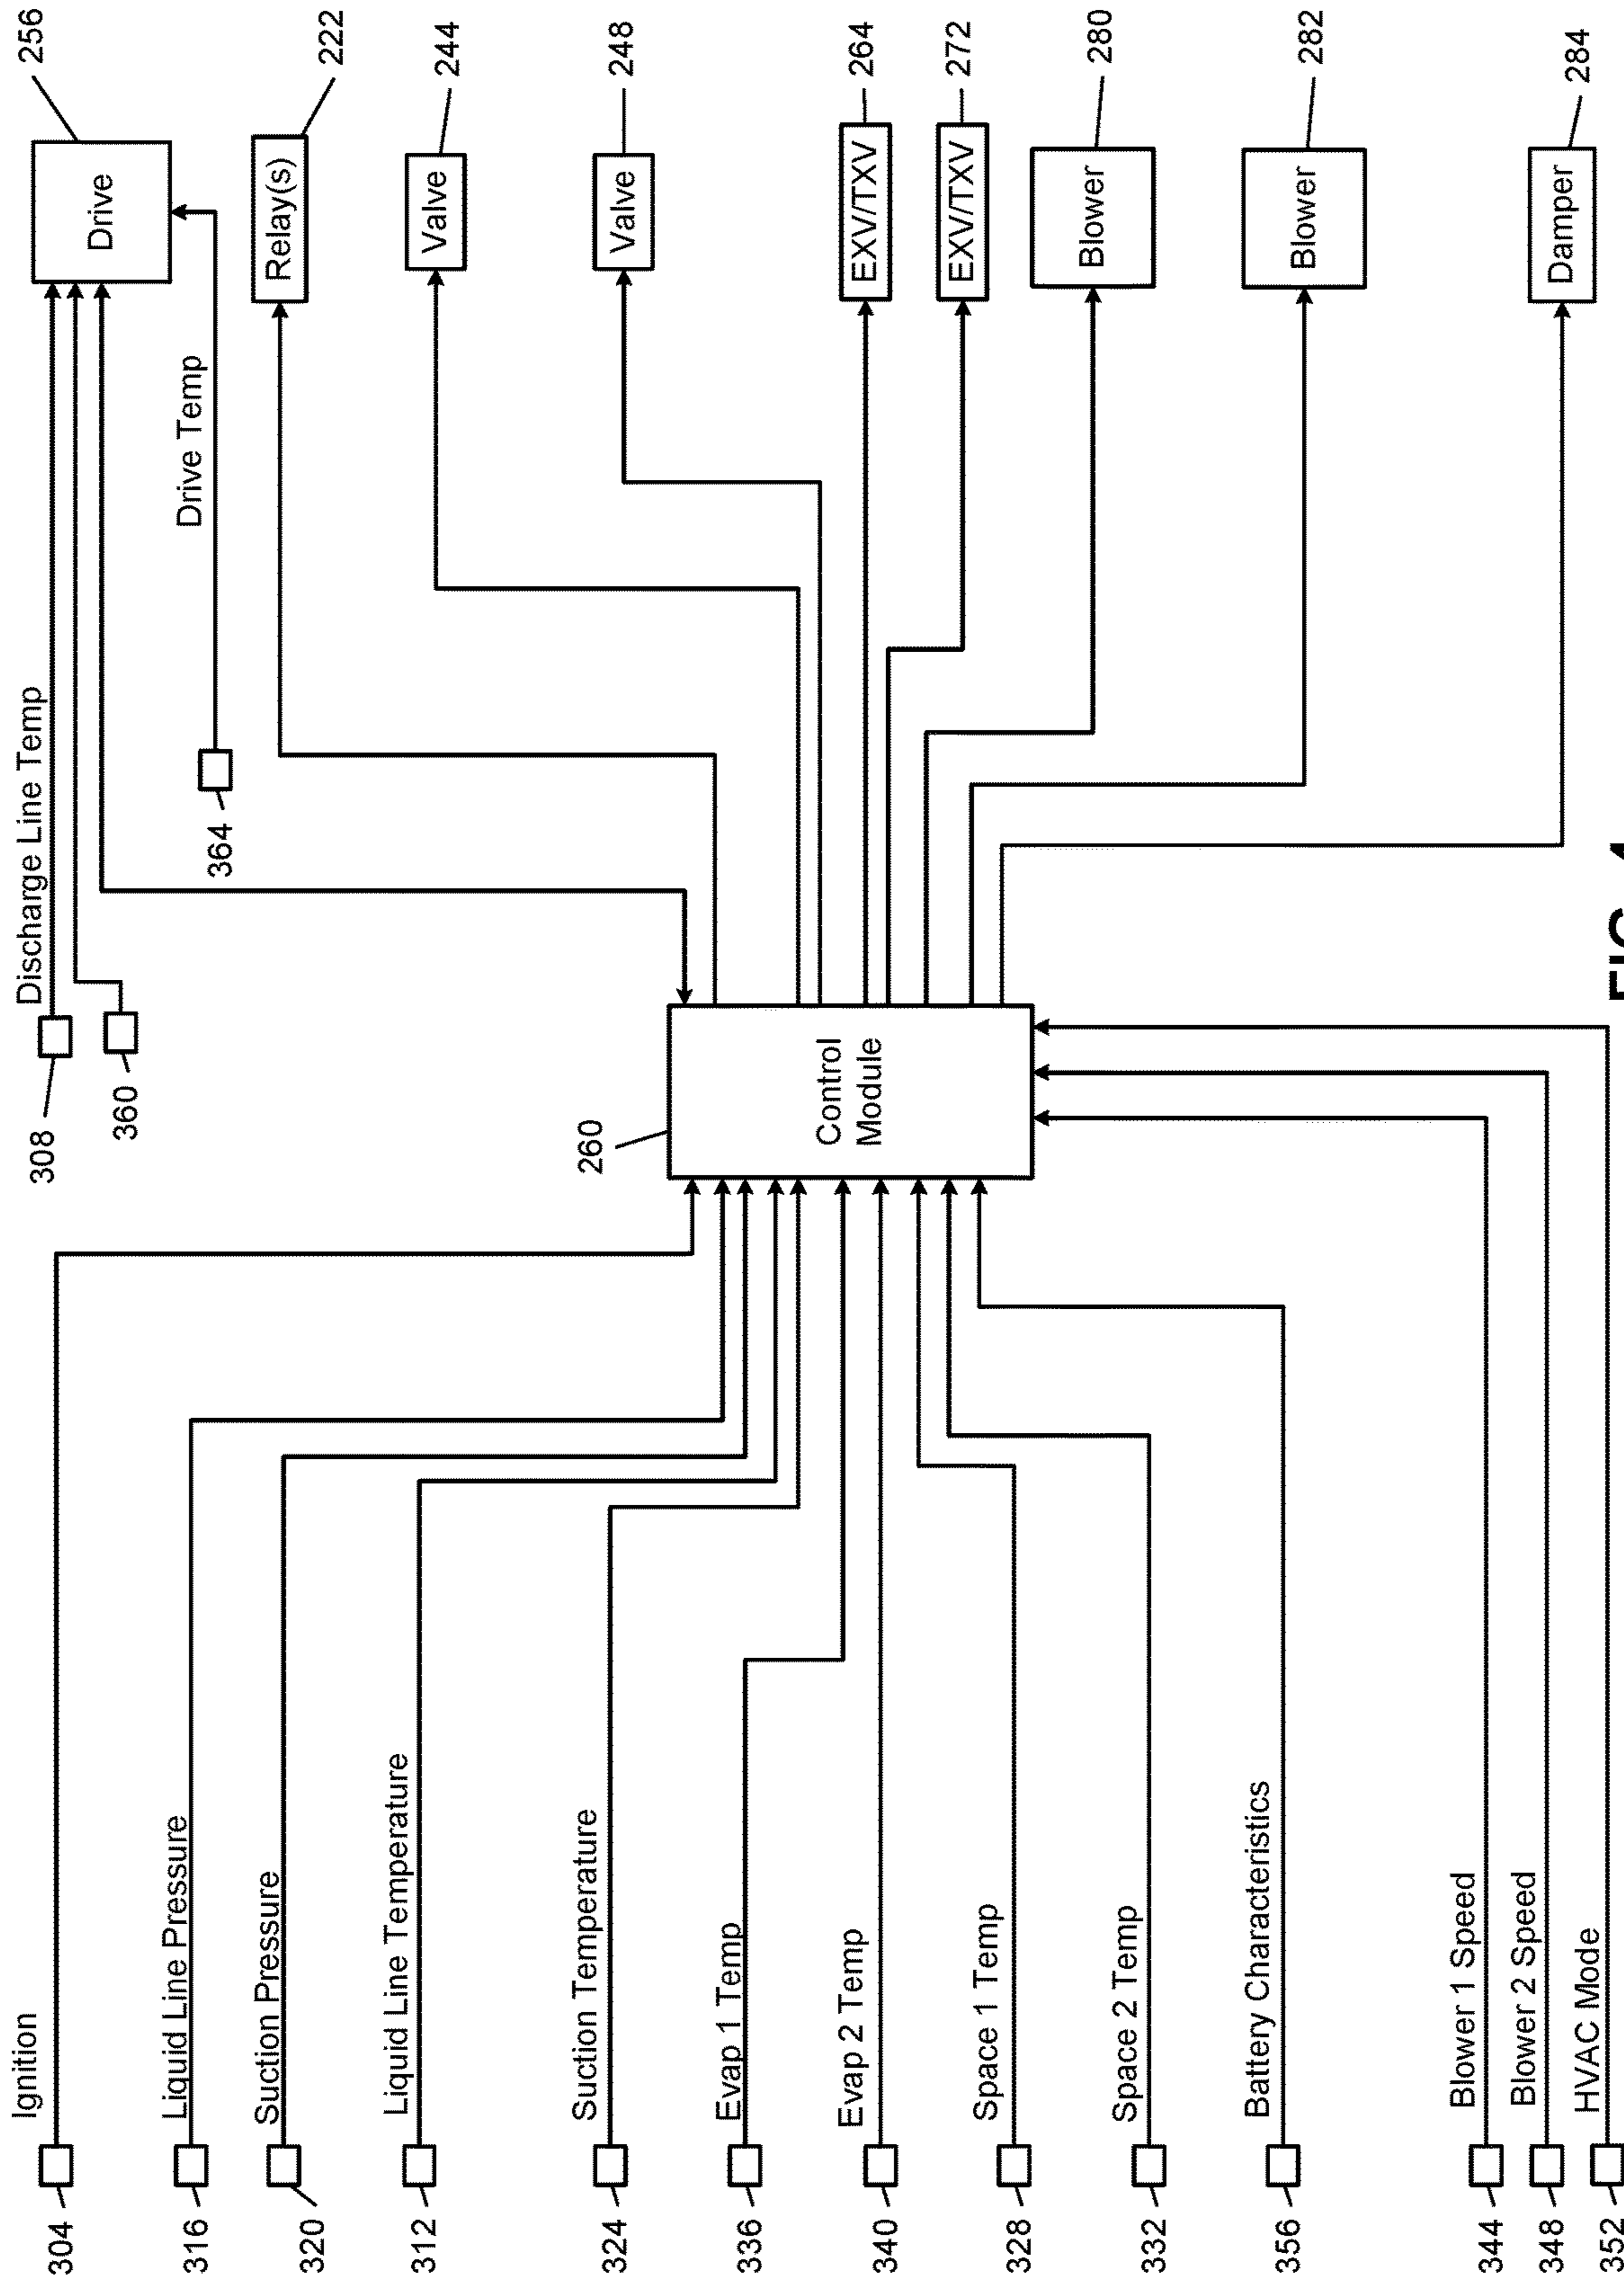 Ignition
304
Liquid Line Pressure
316
Suction Pressure
320
Liquid Line Temperature
312
Suction Temperature
324
Evap 1 Temp
336
Evap 2 Temp
340
Space 1 Temp
328
Space 2 Temp
332
Battery Characteristics
356
Blower 1 Speed
344
Blower 2 Speed
348
HVAC Mode
352
260
Control
Module
Discharge Line Temp
308
360
Drive Temp
364
Drive
256
Relay(s)
222
Valve
244
Valve
248
EXV/TXV
264
EXV/TXV
272
Blower
280
Blower
282
Damper
284